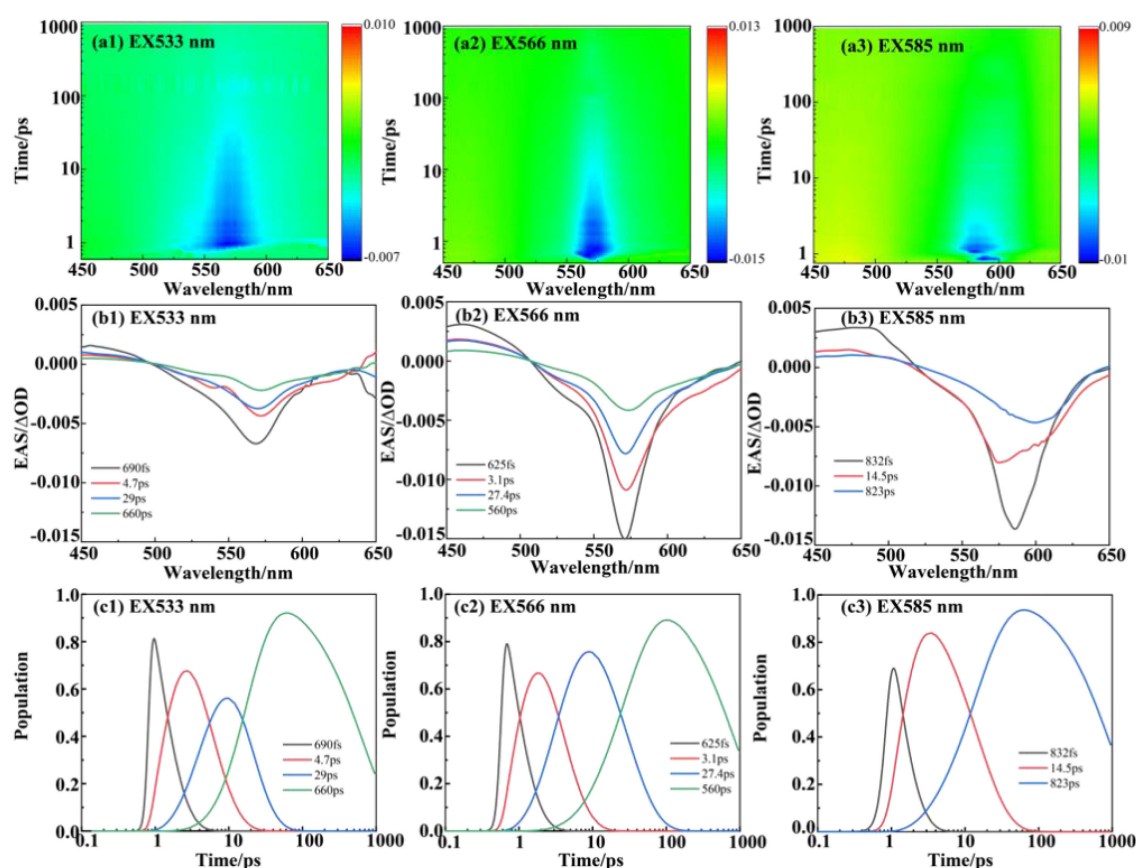 (a1) EX533 nm
Time/ps
1000
100
10
1
450 500 550 600 650
Wavelength/nm
0.010
-0.007
(a2) EX566 nm
Time/ps
1000
100
10
1
450 500 550 600 650
Wavelength/nm
0.013
-0.015
(a3) EX585 nm
Time/ps
1000
100
10
1
450 500 550 600 650
Wavelength/nm
0.009
-0.01
(b1) EX533 nm
EAS/ΔOD
0.005
0.000
-0.005
-0.010
-0.015
690fs
4.7ps
29ps
660ps
450 500 550 600 650
Wavelength/nm
(b2) EX566 nm
EAS/ΔOD
0.005
0.000
-0.005
-0.010
-0.015
625fs
3.1ps
27.4ps
560ps
450 500 550 600 650
Wavelength/nm
(b3) EX585 nm
EAS/ΔOD
0.005
0.000
-0.005
-0.010
-0.015
832fs
14.5ps
823ps
450 500 550 600 650
Wavelength/nm
(c1) EX533 nm
Population
1.0
0.8
0.6
0.4
0.2
0.0
690fs
4.7ps
29ps
660ps
0.1 1 10 100 1000
Time/ps
(c2) EX566 nm
Population
1.0
0.8
0.6
0.4
0.2
0.0
625fs
3.1ps
27.4ps
560ps
0.1 1 10 100 1000
Time/ps
(c3) EX585 nm
Population
1.0
0.8
0.6
0.4
0.2
0.0
832fs
14.5ps
823ps
0.1 1 10 100 1000
Time/ps